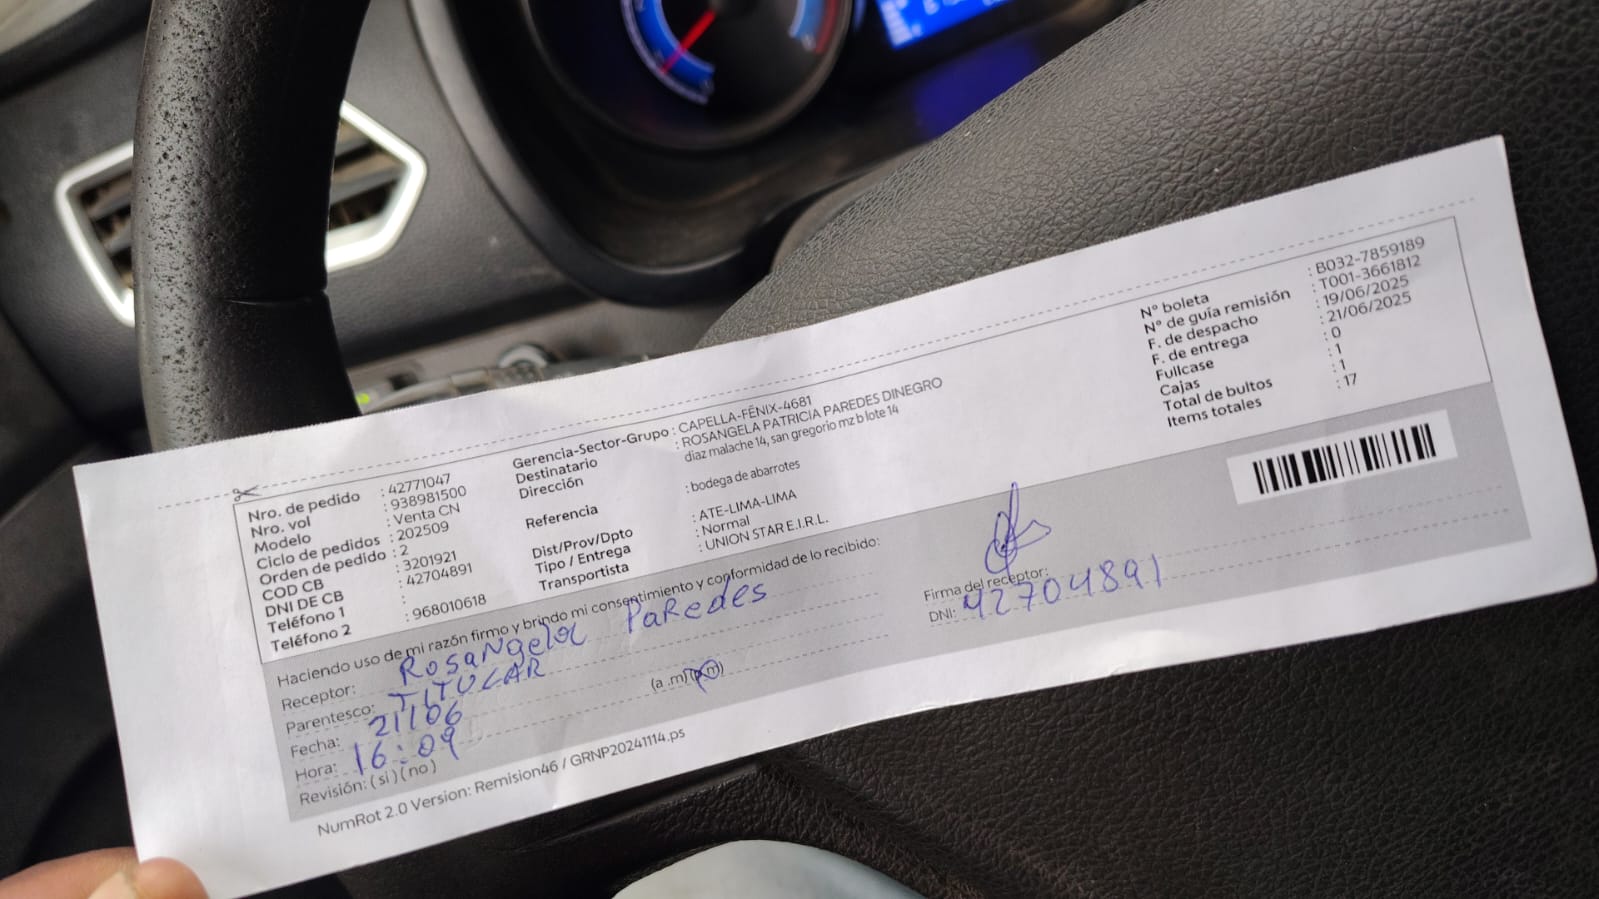 Nro. de pedido : 42771047
Nro. vol : 938981500
Modelo : Venta CN
Ciclo de pedidos : 202509
Orden de pedido : 2
COD CB : 3201921
DNI DE CB : 42704891
Teléfono 1
Teléfono 2 : 968010618
Gerencia-Sector-Grupo : CAPELLA-FÉNIX-4681
Destinatario : ROSANGELA PATRICIA PAREDES DINEGRO
Dirección : diaz malache 14, san gregorio mz b lote 14
Referencia : bodega de abarrotes
Dist/Prov/Dpto : ATE-LIMA-LIMA
Tipo / Entrega : Normal
Transportista : UNION STAR E.I.R.L.
N° boleta : B032-7859189
N° de guía remisión : T001-3661812
F. de despacho : 19/06/2025
F. de entrega : 21/06/2025
Fullcase : 0
Cajas : 1
Total de bultos : 1
Items totales : 17
Haciendo uso de mi razón firmo y brindo mi consentimiento y conformidad de lo recibido:
Receptor: RosaNgela PaRedes
Parentesco: TITULAR
Fecha: 21/06
Hora: 16:09 (a .m) (p.m)
Revisión: (si) (no)
Firma del receptor:
DNI: 42704891
NumRot 2.0 Version: Remision46 / GRNP20241114.ps